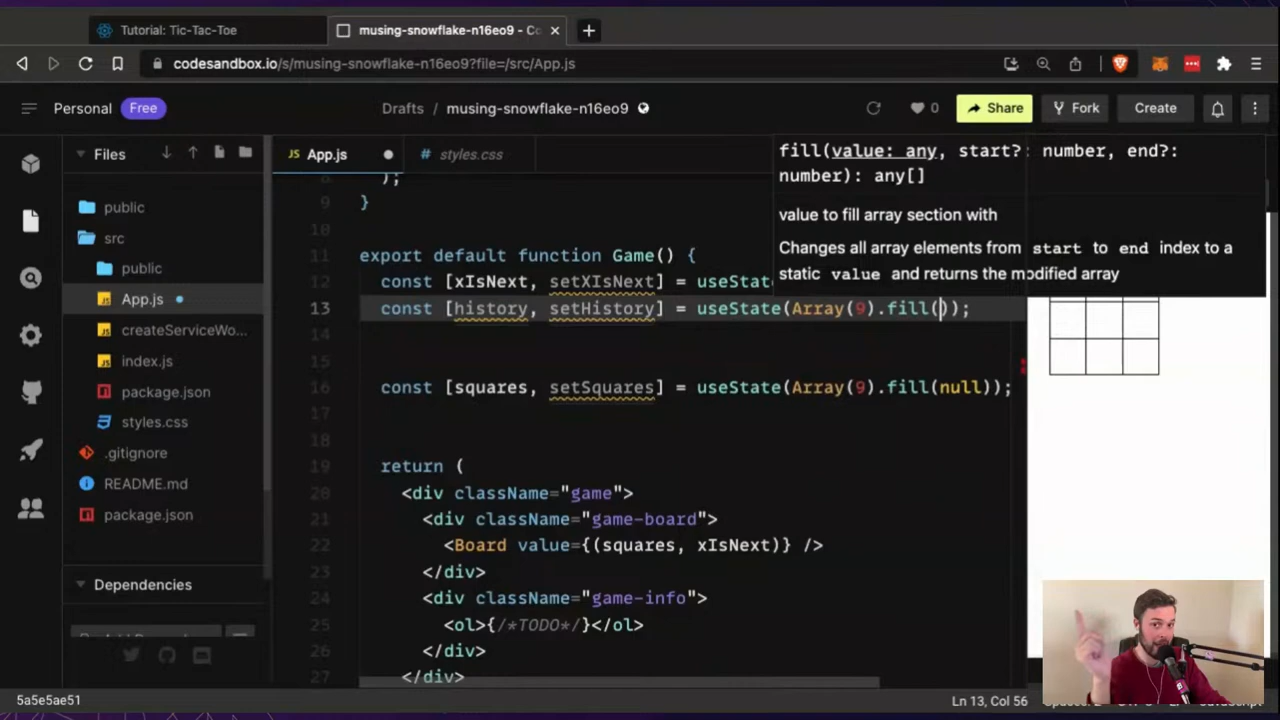 Tutorial: Tic-Tac-Toe
musing-snowflake-n16eo9 - Co
codesandbox.io/s/musing-snowflake-n16eo9?file=/src/App.js
Personal Free
Drafts / musing-snowflake-n16eo9
0
Share
Fork
Create
Files
public
src
public
JS App.js
createServiceWo...
JS index.js
package.json
styles.css
.gitignore
README.md
package.json
Dependencies
5a5e5ae51
JS App.js
# styles.css
);
9 }
11 export default function Game() {
12 const [xIsNext, setXIsNext] = useStat
13 const [history, setHistory] = useState(Array(9).fill());
14
15
16 const [squares, setSquares] = useState(Array(9).fill(null));
17
18
19 return (
20 <div className="game">
21 <div className="game-board">
22 <Board value={(squares, xIsNext)} />
23 </div>
24 <div className="game-info">
25 <ol>{/*TODO*/}</ol>
26 </div>
27 </div>
fill(value: any, start?: number, end?:
number): any[]
value to fill array section with
Changes all array elements from start to end index to a
static value and returns the modified array
Ln 13, Col 56